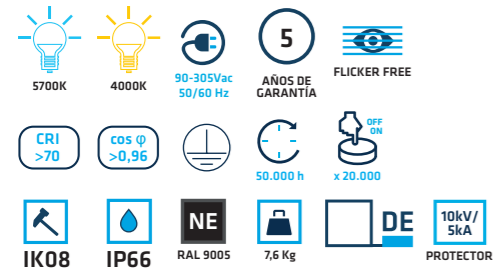 5700K
4000K
90-305Vac
50/60 Hz
5
AÑOS DE
GARANTÍA
FLICKER FREE
CRI
>70
cos φ
>0,96
50.000 h
OFF
ON
x 20.000
IK08
IP66
NE
RAL 9005
7,6 Kg
DE
10kV/
5kA
PROTECTOR